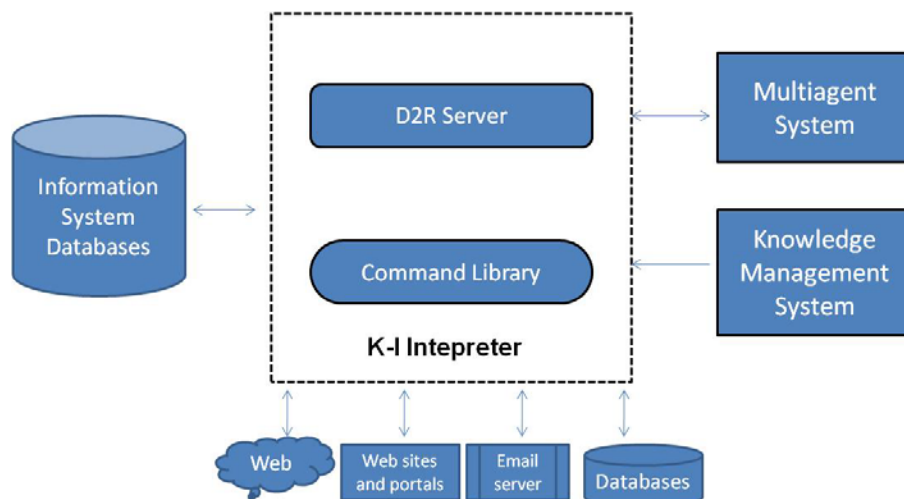 D2R Server
Multiagent
System
Information
System
Databases
Command Library
Knowledge
Management
System
K-I Intepreter
Web
Web sites
and portals
Email
server
Databases